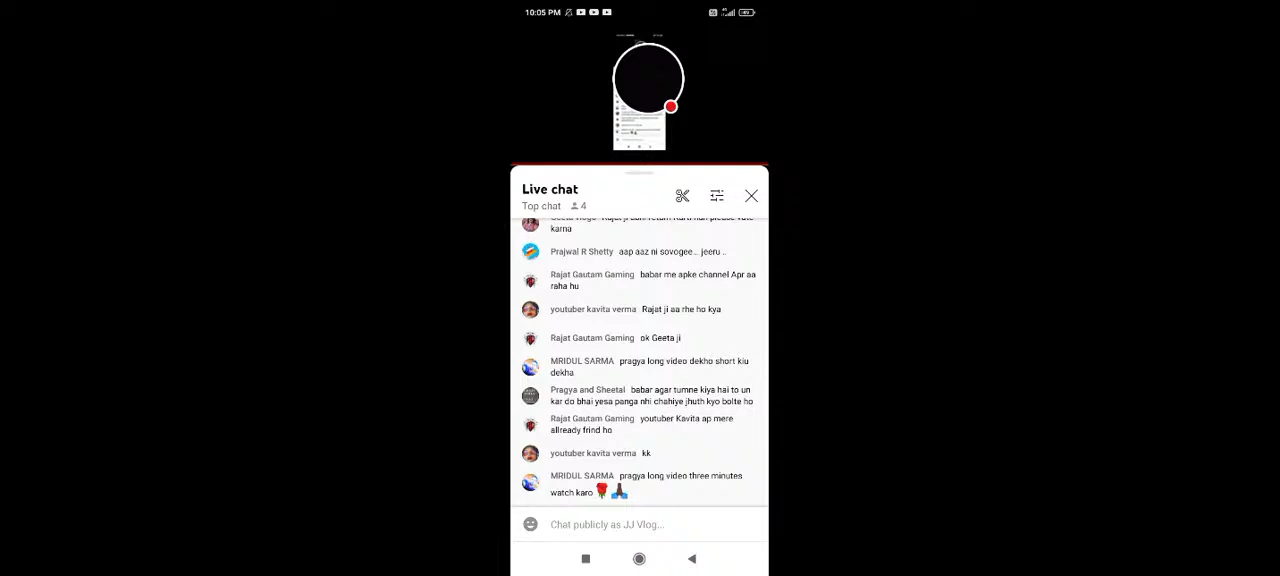 10:05 PM
Live chat
Top chat 4
karna
Prajwal R Shetty aap aaz ni sovogee... jeeru ..
Rajat Gautam Gaming babar me apke channel Apr aa
raha hu
youtuber kavita verma Rajat ji aa rhe ho kya
Rajat Gautam Gaming ok Geeta ji
MRIDUL SARMA pragya long video dekho short kiu
dekha
Pragya and Sheetal babar agar tumne kiya hai to un
kar do bhai yesa panga nhi chahiye jhuth kyo bolte ho
Rajat Gautam Gaming youtuber Kavita ap mere
allready frind ho
youtuber kavita verma kk
MRIDUL SARMA pragya long video three minutes
watch karo 🌹🙏🏿
Chat publicly as JJ Vlog...